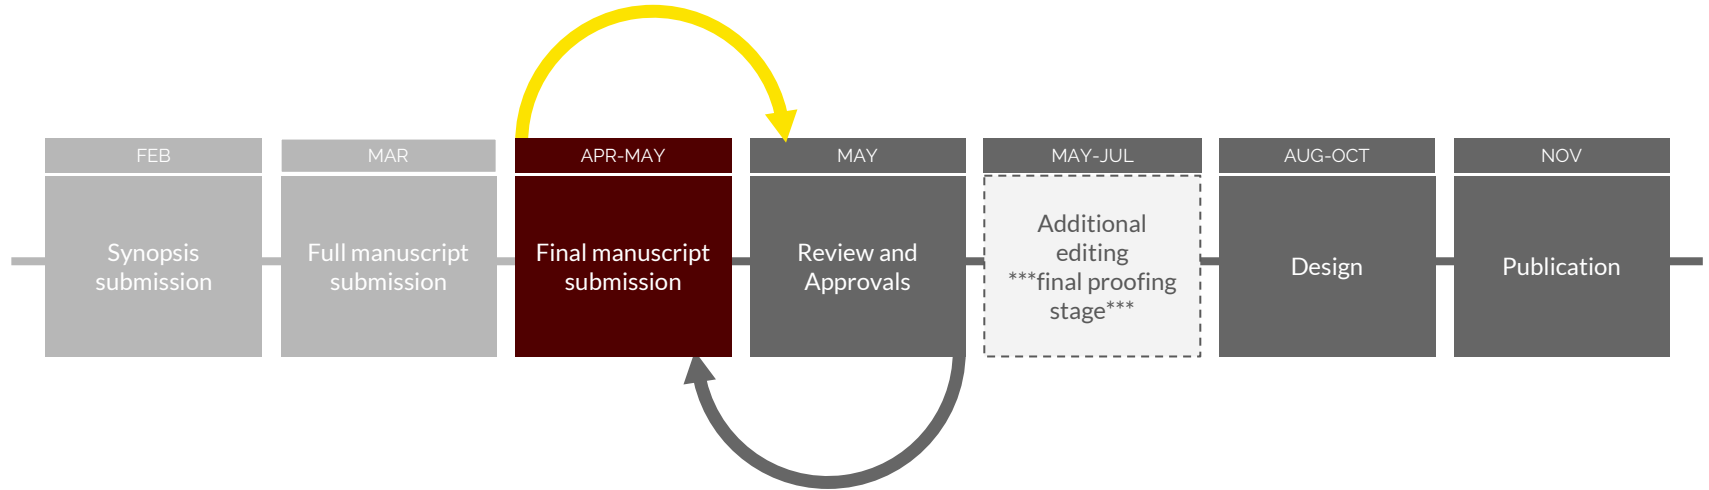 FEB
MAR
APR-MAY
MAY
MAY-JUL
AUG-OCT
NOV
Synopsis
submission
Full manuscript
submission
Final manuscript
submission
Review and
Approvals
Additional
editing
***final proofing
stage***
Design
Publication